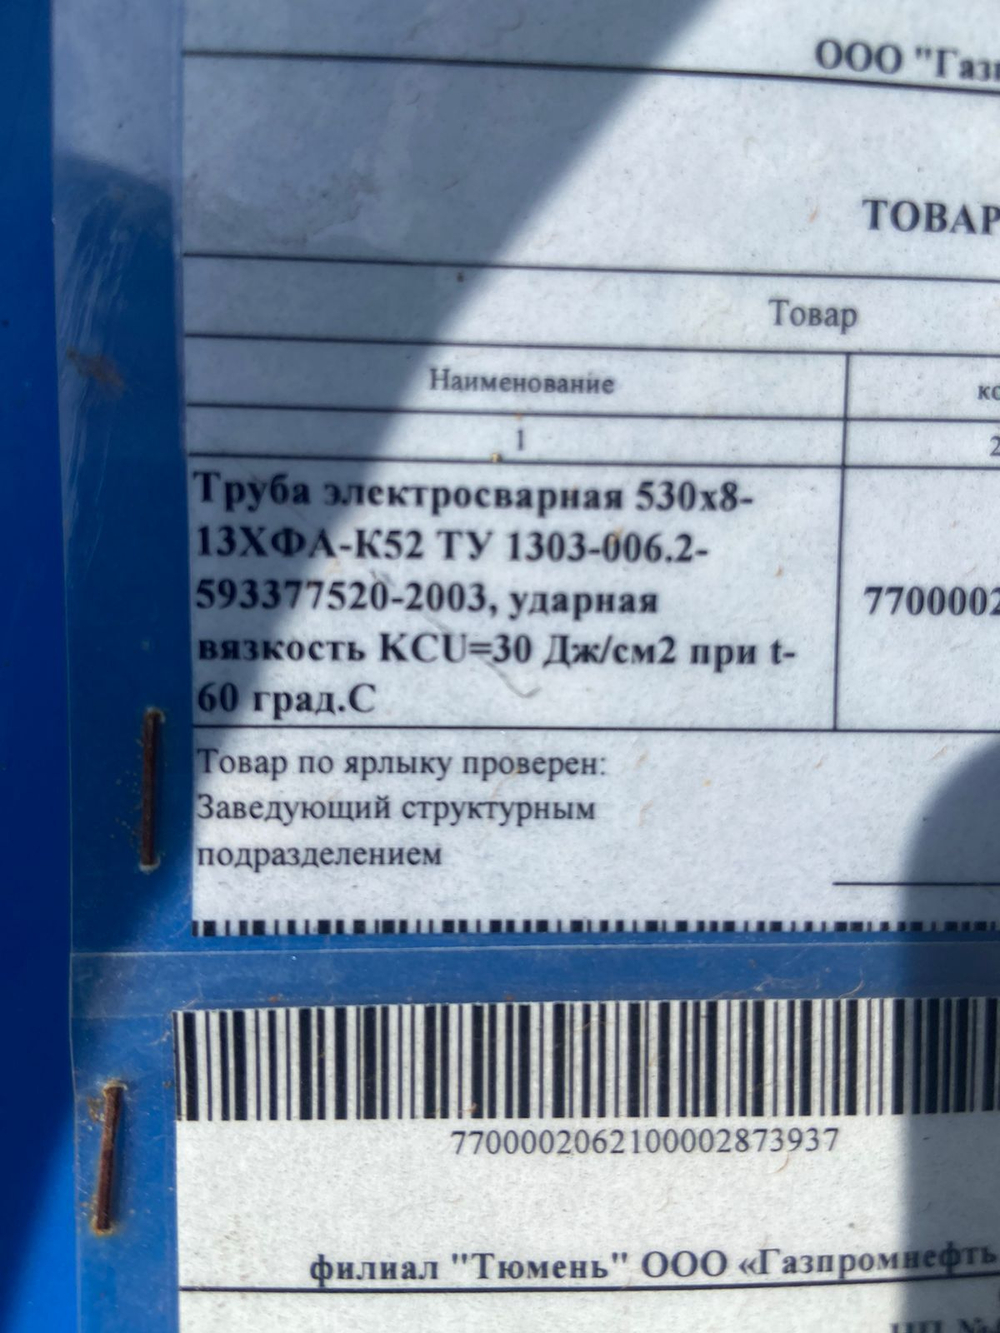 ООО "Газп
ТОВАР
Товар
Наименование
ко
1
2
Труба электросварная 530х8-
13ХФА-К52 ТУ 1303-006.2-
593377520-2003, ударная
вязкость KCU=30 Дж/см2 при t-
60 град.С
7700002
Товар по ярлыку проверен:
Заведующий структурным
подразделением
7700002062100002873937
филиал "Тюмень" ООО «Газпромнефть